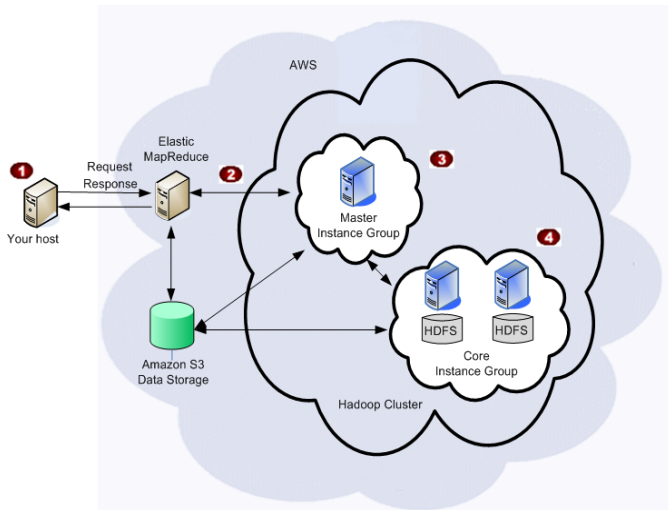 AWS
Elastic
MapReduce
1
2
3
Request
Response
Your host
Master
Instance Group
4
HDFS
HDFS
Core
Instance Group
Amazon S3
Data Storage
Hadoop Cluster